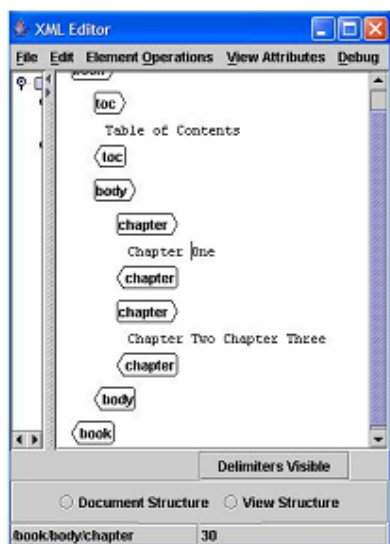 XML Editor
File Edit Element Operations View Attributes Debug
book
toc
Table of Contents
toc
body
chapter
Chapter One
chapter
chapter
Chapter Two Chapter Three
chapter
body
book
Delimiters Visible
Document Structure View Structure
/book/body/chapter 30